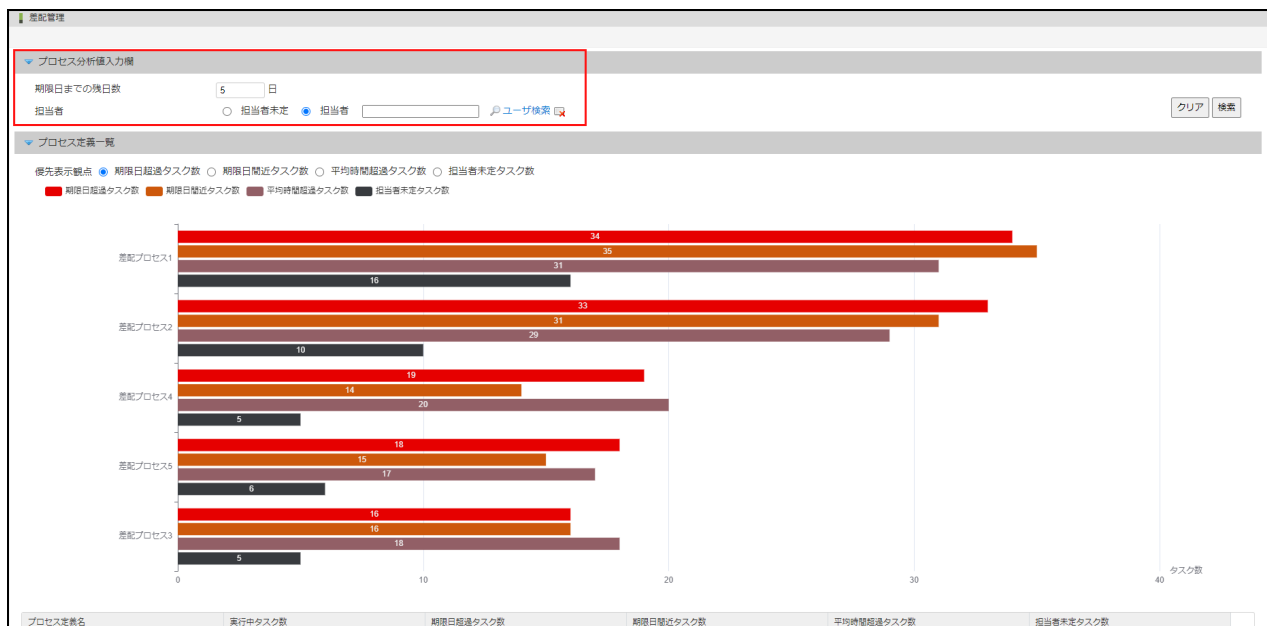 差配管理
プロセス分析値入力欄
期限日までの残日数 5 日
担当者 担当者未定 担当者 ユーザ検索
クリア 検索
プロセス定義一覧
優先表示観点 期限日超過タスク数 期限日間近タスク数 平均時間超過タスク数 担当者未定タスク数
期限日超過タスク数 期限日間近タスク数 平均時間超過タスク数 担当者未定タスク数
34
差配プロセス1 35
31
16
33
差配プロセス2 31
29
10
19
差配プロセス4 14
20
5
18
差配プロセス5 15
17
6
16
差配プロセス3 16
18
5
タスク数
0 10 20 30 40
プロセス定義名 実行中タスク数 期限日超過タスク数 期限日間近タスク数 平均時間超過タスク数 担当者未定タスク数